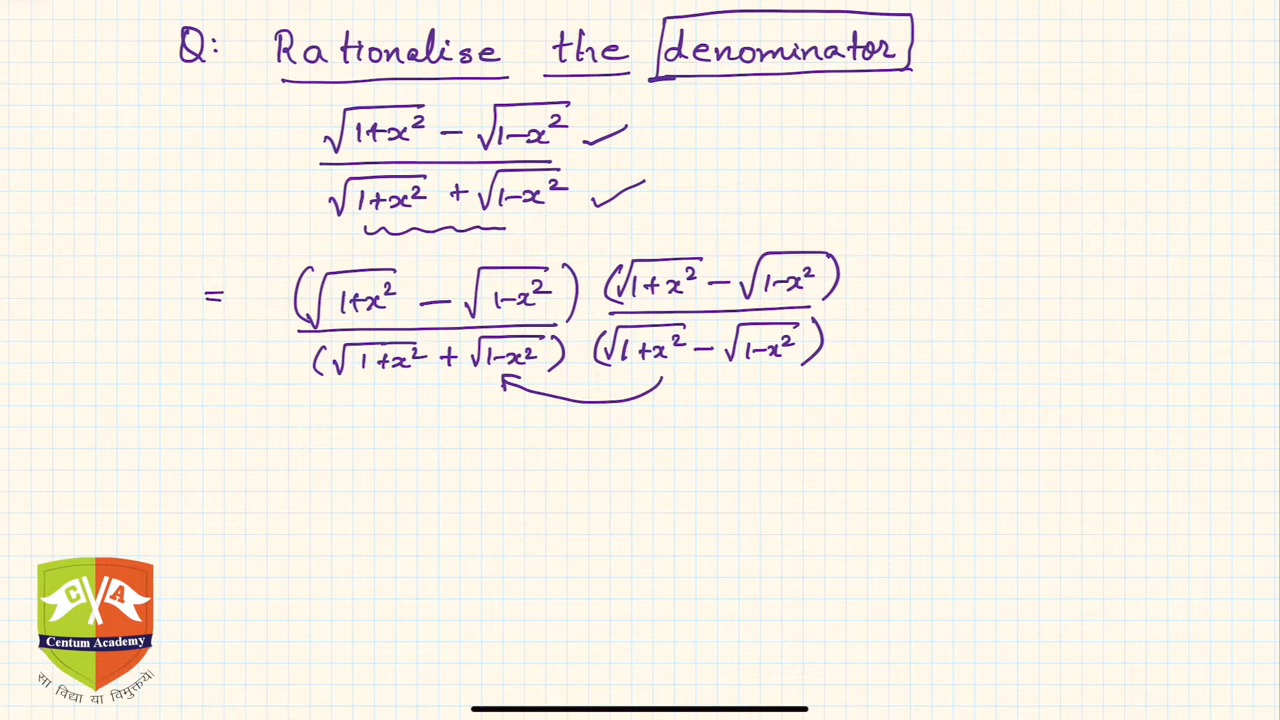 Q: Rationalise the denominator
√(1+x²) − √(1−x²)
√(1+x²) + √(1−x²)
= (√(1+x²) − √(1−x²)) (√(1+x²) − √(1−x²))
(√(1+x²) + √(1−x²)) (√(1+x²) − √(1−x²))
C A
Centum Academy
सा विद्या या विमुक्तये।